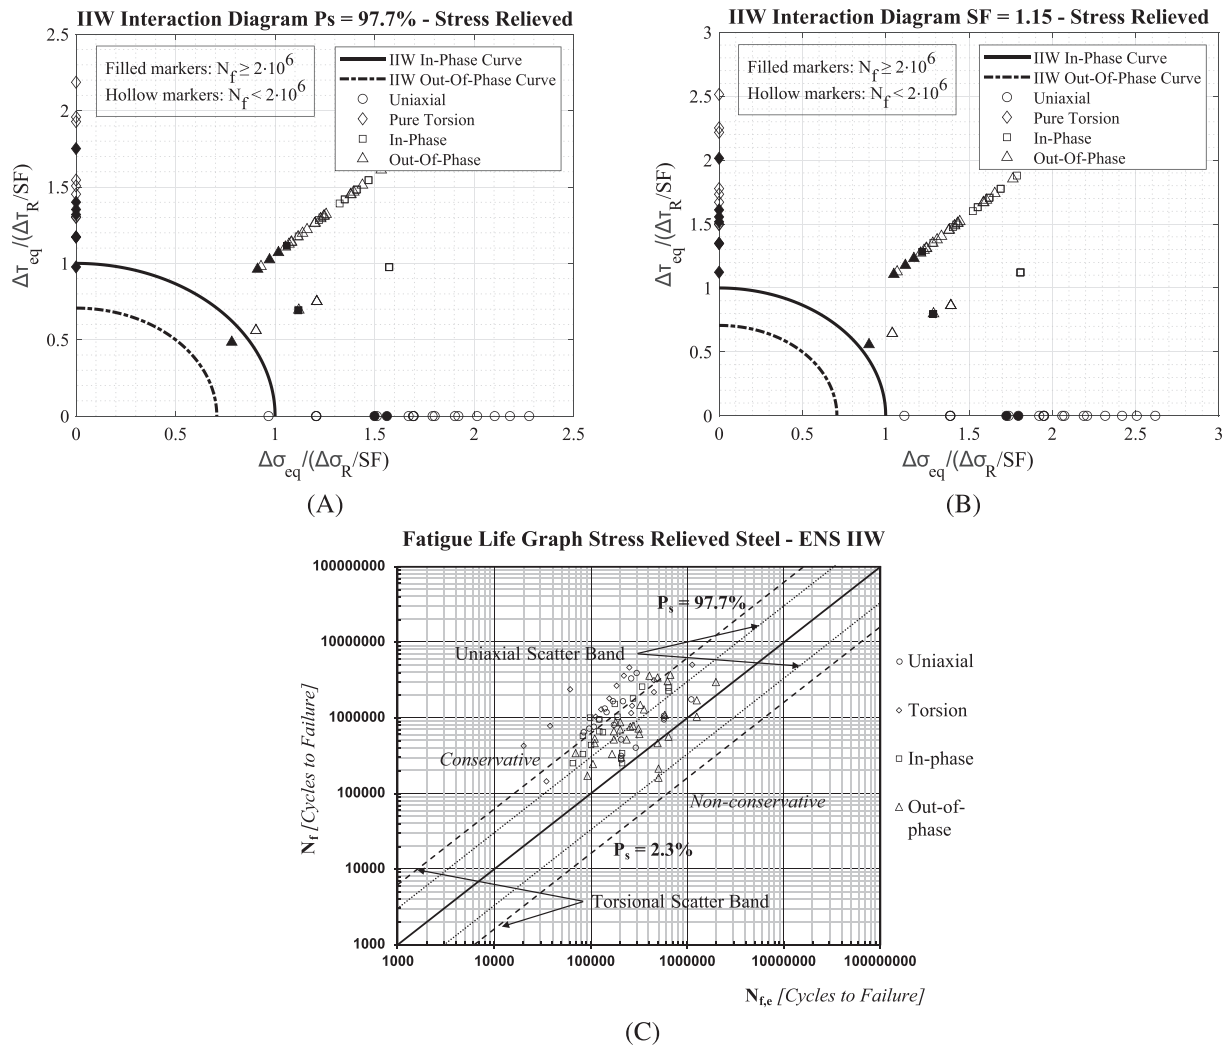 IIW Interaction Diagram Ps = 97.7% - Stress Relieved
Filled markers: N_f ≥ 2·10^6
Hollow markers: N_f < 2·10^6
IIW In-Phase Curve
IIW Out-Of-Phase Curve
Uniaxial
Pure Torsion
In-Phase
Out-Of-Phase
2.5
2
1.5
1
0.5
0
Δτ_eq/(Δτ_R/SF)
0 0.5 1 1.5 2 2.5
Δσ_eq/(Δσ_R/SF)
(A)
IIW Interaction Diagram SF = 1.15 - Stress Relieved
Filled markers: N_f ≥ 2·10^6
Hollow markers: N_f < 2·10^6
IIW In-Phase Curve
IIW Out-Of-Phase Curve
Uniaxial
Pure Torsion
In-Phase
Out-Of-Phase
3
2.5
2
1.5
1
0.5
0
Δτ_eq/(Δτ_R/SF)
0 0.5 1 1.5 2 2.5 3
Δσ_eq/(Δσ_R/SF)
(B)
Fatigue Life Graph Stress Relieved Steel - ENS IIW
100000000
10000000
1000000
100000
10000
1000
N_f [Cycles to Failure]
P_s = 97.7%
Uniaxial Scatter Band
Conservative
Non-conservative
P_s = 2.3%
Torsional Scatter Band
Uniaxial
Torsion
In-phase
Out-of-
phase
1000 10000 100000 1000000 10000000 100000000
N_f,e [Cycles to Failure]
(C)